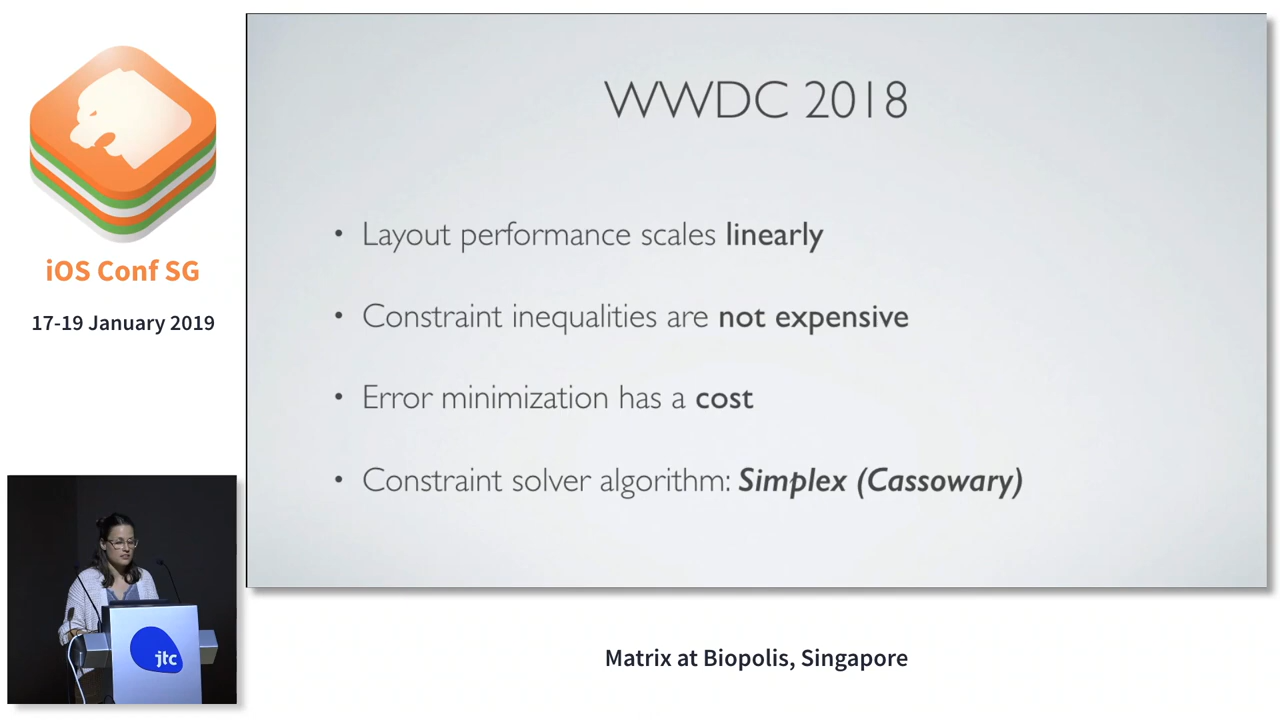 WWDC 2018
• Layout performance scales linearly
• Constraint inequalities are not expensive
• Error minimization has a cost
• Constraint solver algorithm: Simplex (Cassowary)
iOS Conf SG
17-19 January 2019
jtc
Matrix at Biopolis, Singapore